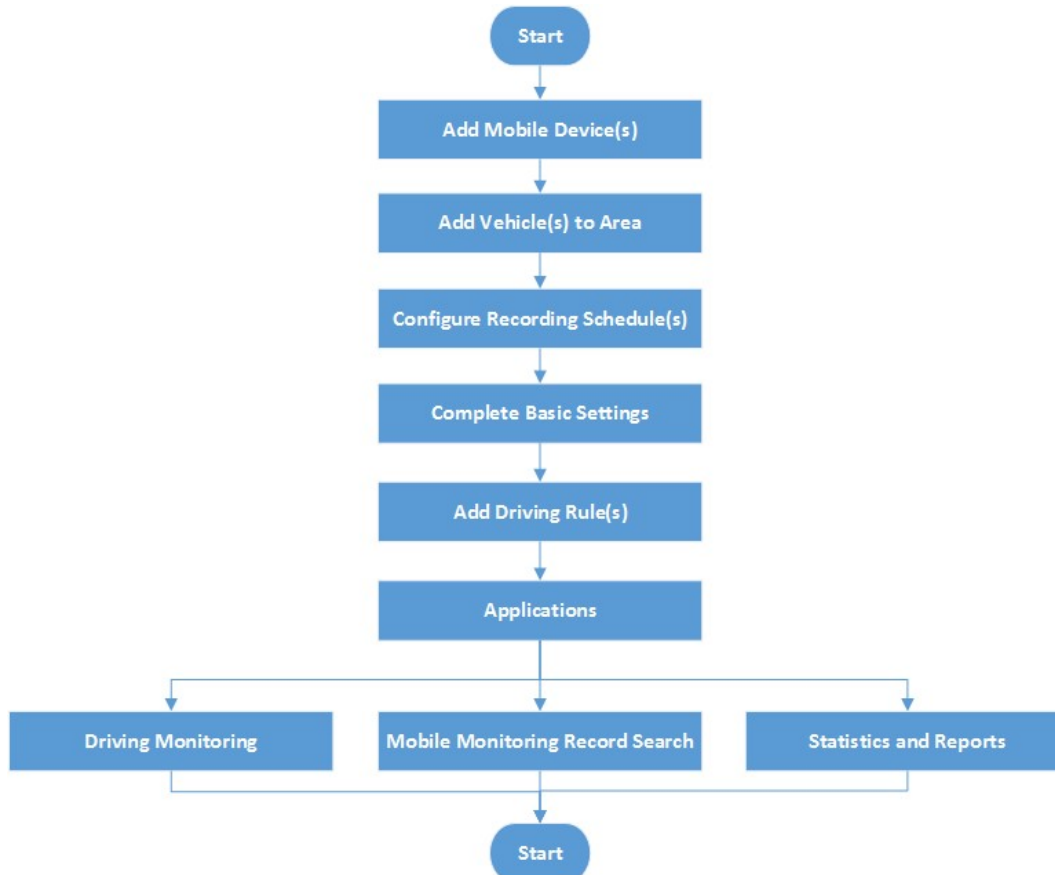 Start
Add Mobile Device(s)
Add Vehicle(s) to Area
Configure Recording Schedule(s)
Complete Basic Settings
Add Driving Rule(s)
Applications
Driving Monitoring
Mobile Monitoring Record Search
Statistics and Reports
Start